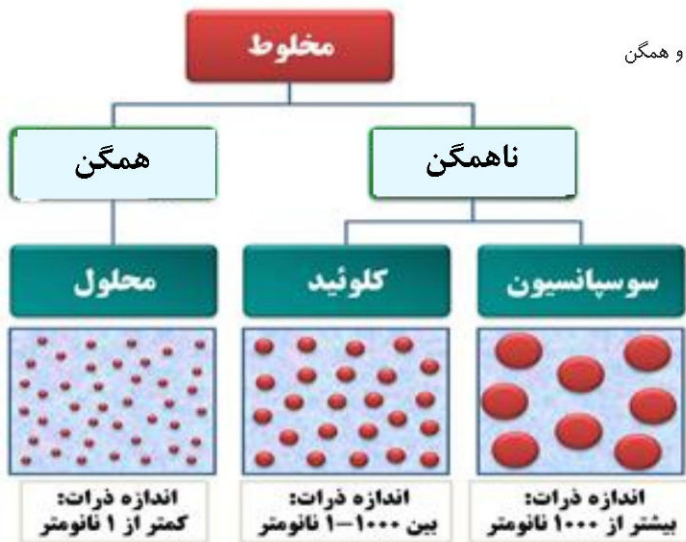 مخلوط
و همگن
ناهمگن
همگن
سوسپانسیون
کلوئید
محلول
اندازه ذرات:
بیشتر از ۱۰۰۰ نانومتر
اندازه ذرات:
بین ۱۰۰۰–۱ نانومتر
اندازه ذرات:
کمتر از ۱ نانومتر